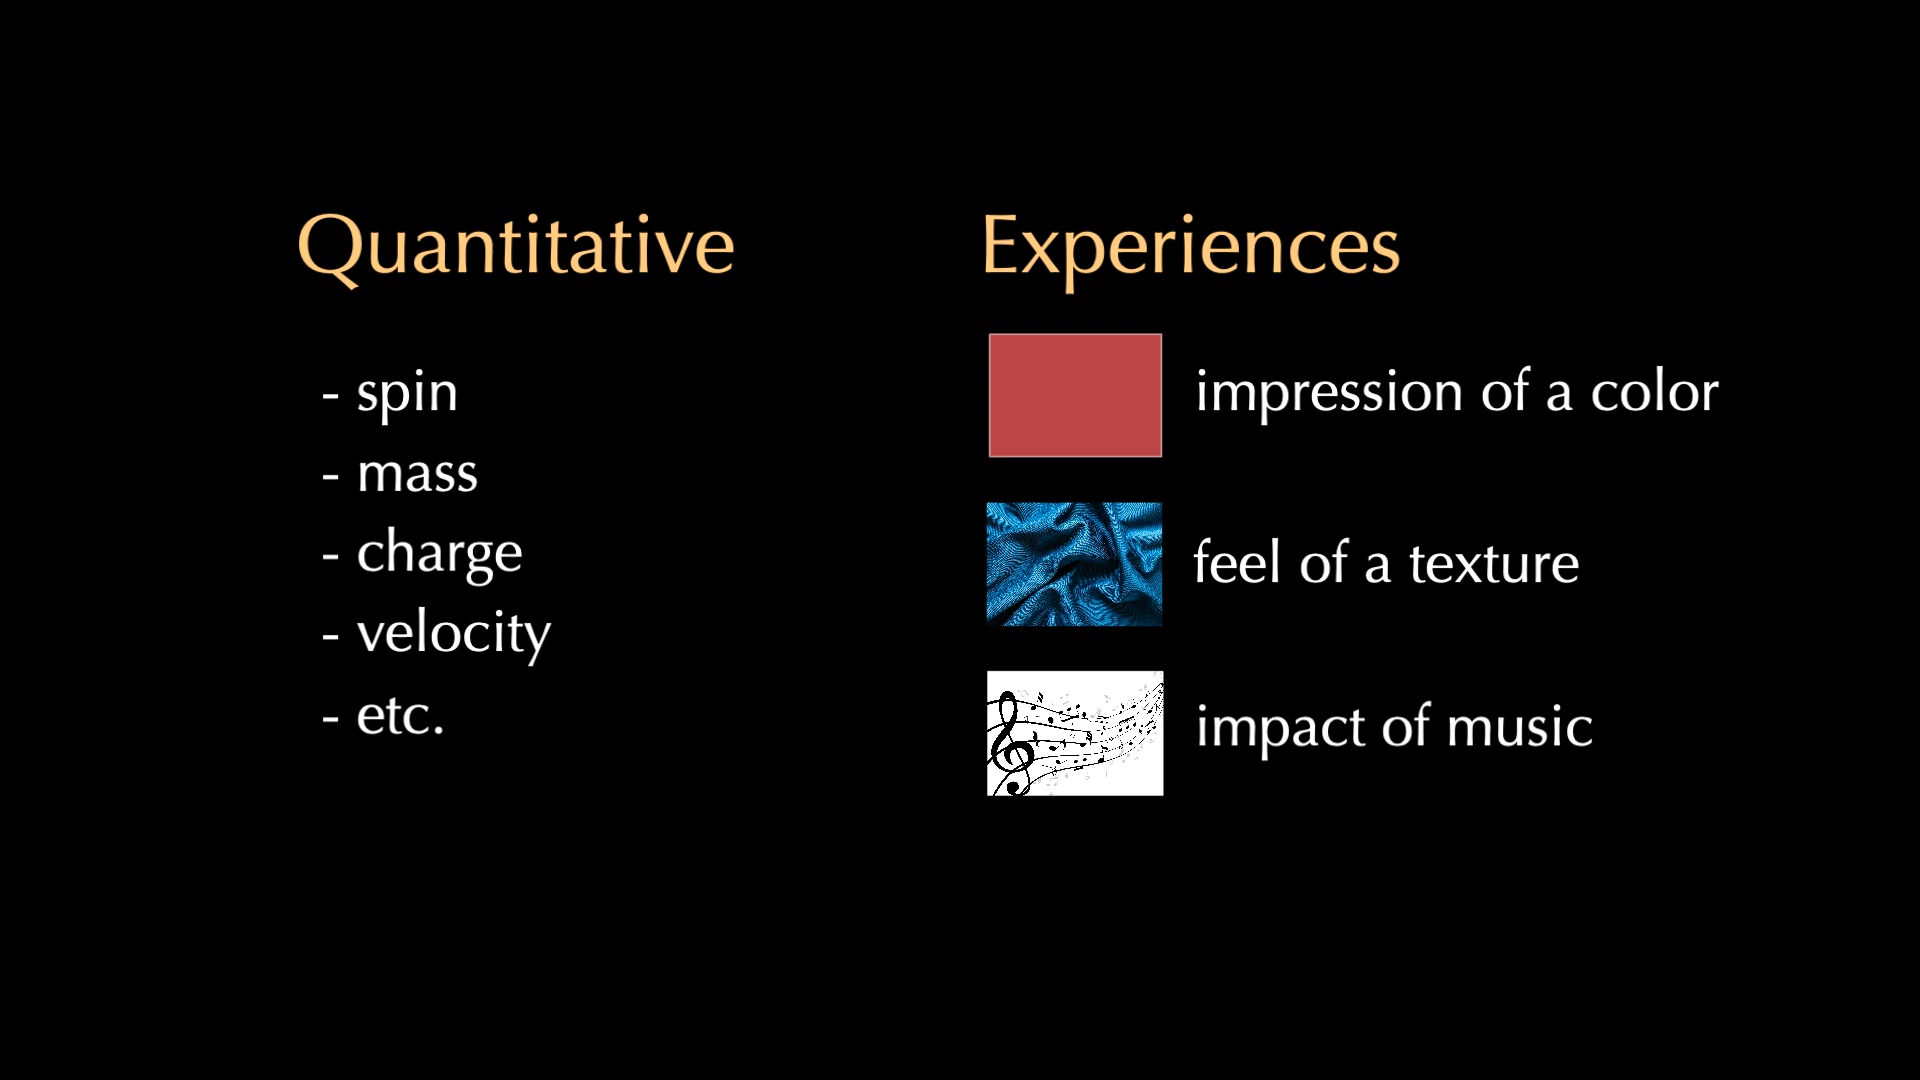 Quantitative
- spin
- mass
- charge
- velocity
- etc.
Experiences
impression of a color
feel of a texture
impact of music